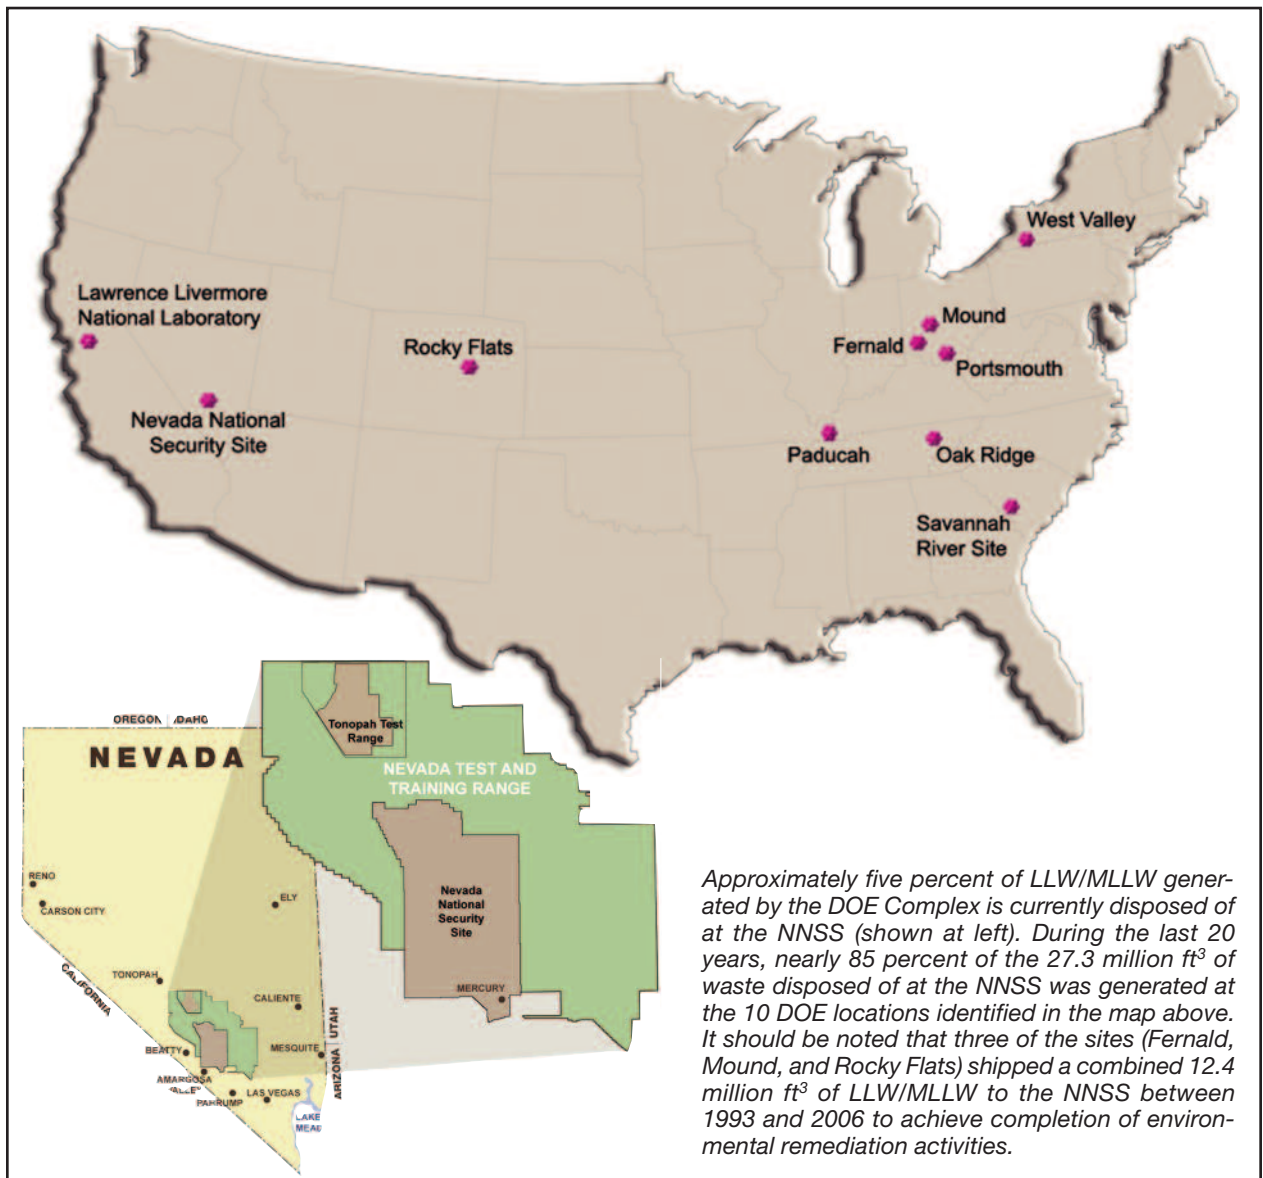 West Valley
Lawrence Livermore
National Laboratory
Mound
Rocky Flats
Fernald
Portsmouth
Nevada National
Security Site
Paducah
Oak Ridge
Savannah
River Site
OREGON IDAHO
NEVADA
Tonopah Test
Range
NEVADA TEST AND
TRAINING RANGE
Nevada
National
Security
Site
MERCURY
RENO
CARSON CITY
ELY
TONOPAH
CALIFORNIA
CALIENTE
UTAH
ARIZONA
BEATTY
MESQUITE
AMARGOSA
PAHRUMP
LAS VEGAS
LAKE
MEAD
Approximately five percent of LLW/MLLW gener-
ated by the DOE Complex is currently disposed of
at the NNSS (shown at left). During the last 20
years, nearly 85 percent of the 27.3 million ft³ of
waste disposed of at the NNSS was generated at
the 10 DOE locations identified in the map above.
It should be noted that three of the sites (Fernald,
Mound, and Rocky Flats) shipped a combined 12.4
million ft³ of LLW/MLLW to the NNSS between
1993 and 2006 to achieve completion of environ-
mental remediation activities.